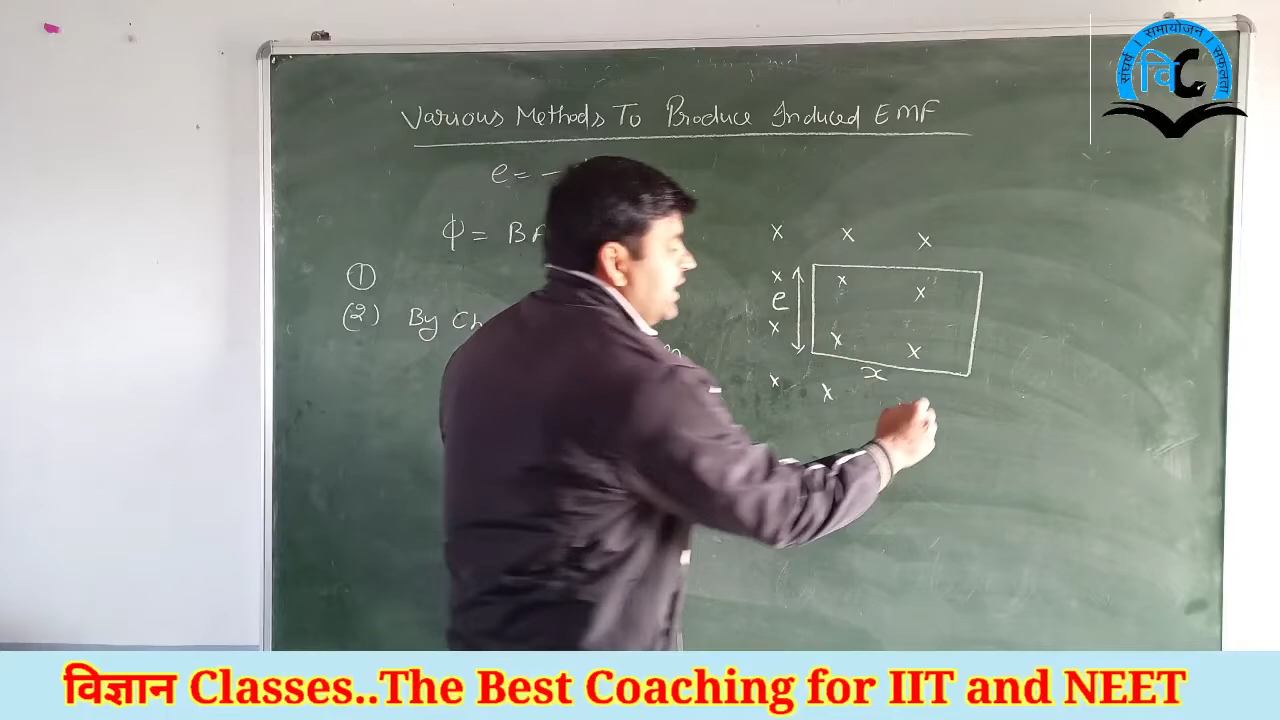 संघर्ष | समायोजन | सफलता
वि
Various Methods To Produce Induced EMF
e = -
φ = B A
①
(2) By Ch
x x x
x x x
e
x x x
x
x x
विज्ञान Classes..The Best Coaching for IIT and NEET